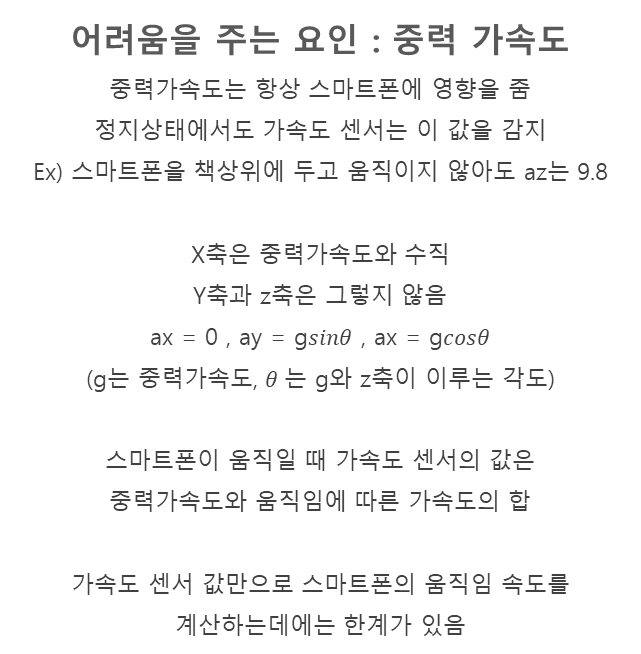 어려움을 주는 요인 : 중력 가속도
중력가속도는 항상 스마트폰에 영향을 줌
정지상태에서도 가속도 센서는 이 값을 감지
Ex) 스마트폰을 책상위에 두고 움직이지 않아도 az는 9.8
X축은 중력가속도와 수직
Y축과 z축은 그렇지 않음
ax = 0 , ay = g𝑠𝑖𝑛𝜃 , ax = g𝑐𝑜𝑠𝜃
(g는 중력가속도, 𝜃 는 g와 z축이 이루는 각도)
스마트폰이 움직일 때 가속도 센서의 값은
중력가속도와 움직임에 따른 가속도의 합
가속도 센서 값만으로 스마트폰의 움직임 속도를
계산하는데에는 한계가 있음